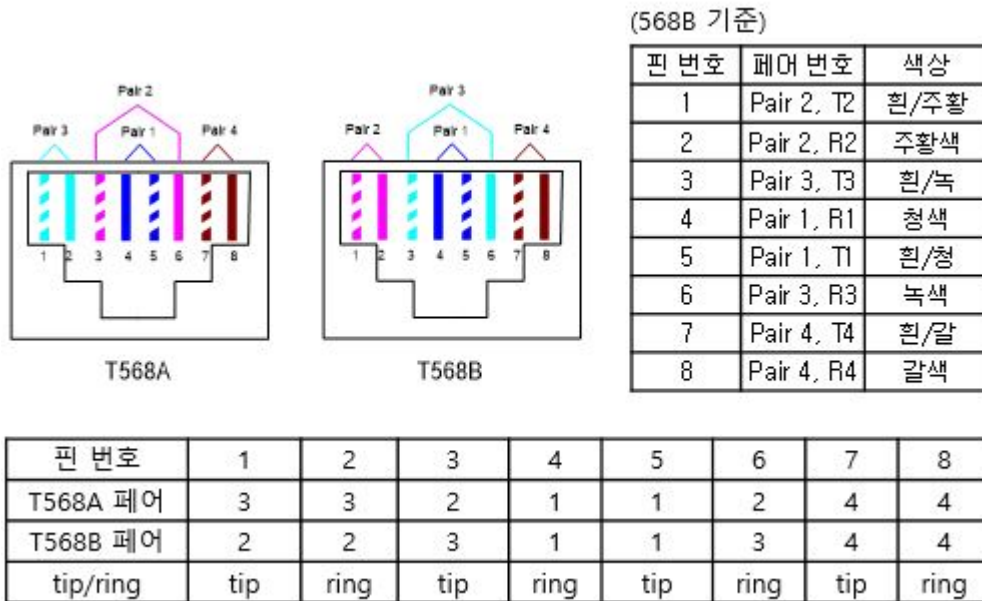 (568B 기준)
핀 번호 페어 번호 색상
1 Pair 2, T2 흰/주황
2 Pair 2, R2 주황색
3 Pair 3, T3 흰/녹
4 Pair 1, R1 청색
5 Pair 1, T1 흰/청
6 Pair 3, R3 녹색
7 Pair 4, T4 흰/갈
8 Pair 4, R4 갈색
Pair 2
Pair 3 Pair 1 Pair 4
1 2 3 4 5 6 7 8
T568A
Pair 3
Pair 2 Pair 1 Pair 4
1 2 3 4 5 6 7 8
T568B
핀 번호 1 2 3 4 5 6 7 8
T568A 페어 3 3 2 1 1 2 4 4
T568B 페어 2 2 3 1 1 3 4 4
tip/ring tip ring tip ring tip ring tip ring